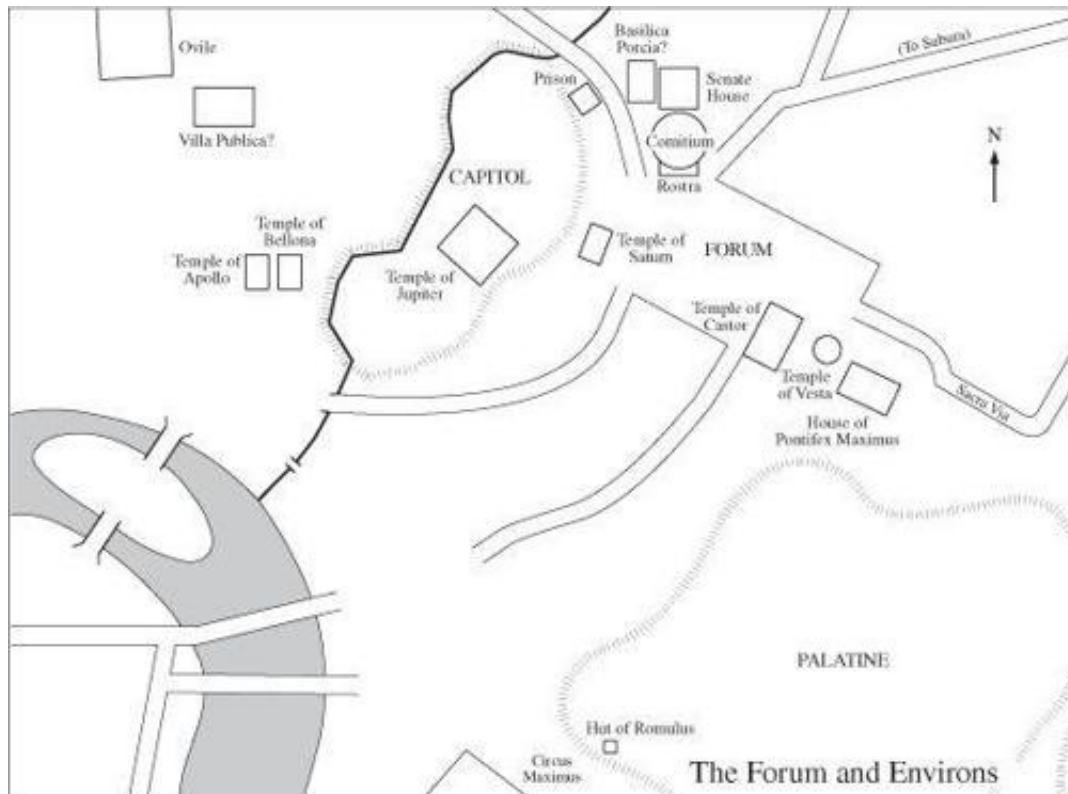 Ovile
Villa Publica?
Basilica
Porcia?
Prison
Senate
House
(To Subura)
Comitium
Rostra
N
CAPITOL
Temple of
Bellona
Temple of
Apollo
Temple of
Jupiter
Temple of
Saturn
FORUM
Temple of
Castor
Temple
of Vesta
House of
Pontifex Maximus
Sacra Via
PALATINE
Hut of Romulus
Circus
Maximus
The Forum and Environs